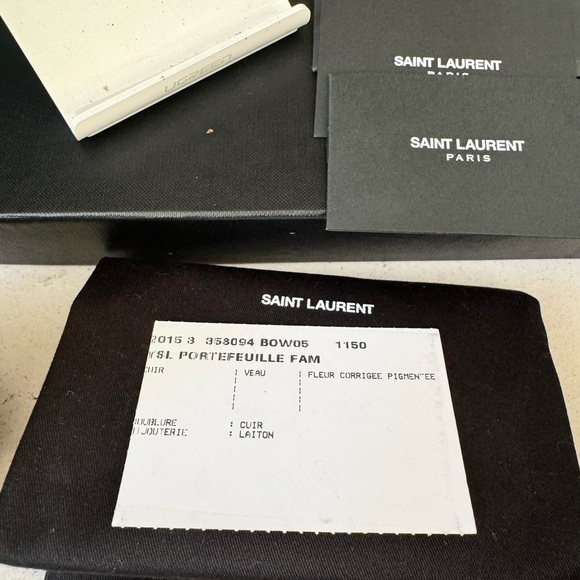 UGREEN
SAINT LAURENT
PARIS
SAINT LAURENT
PARIS
SAINT LAURENT
2015 3 358094 BOW05 1150
YSL PORTEFEUILLE FAM
CUIR | VEAU | FLEUR CORRIGEE PIGMENTEE
DOUBLURE : CUIR
BIJOUTERIE : LAITON